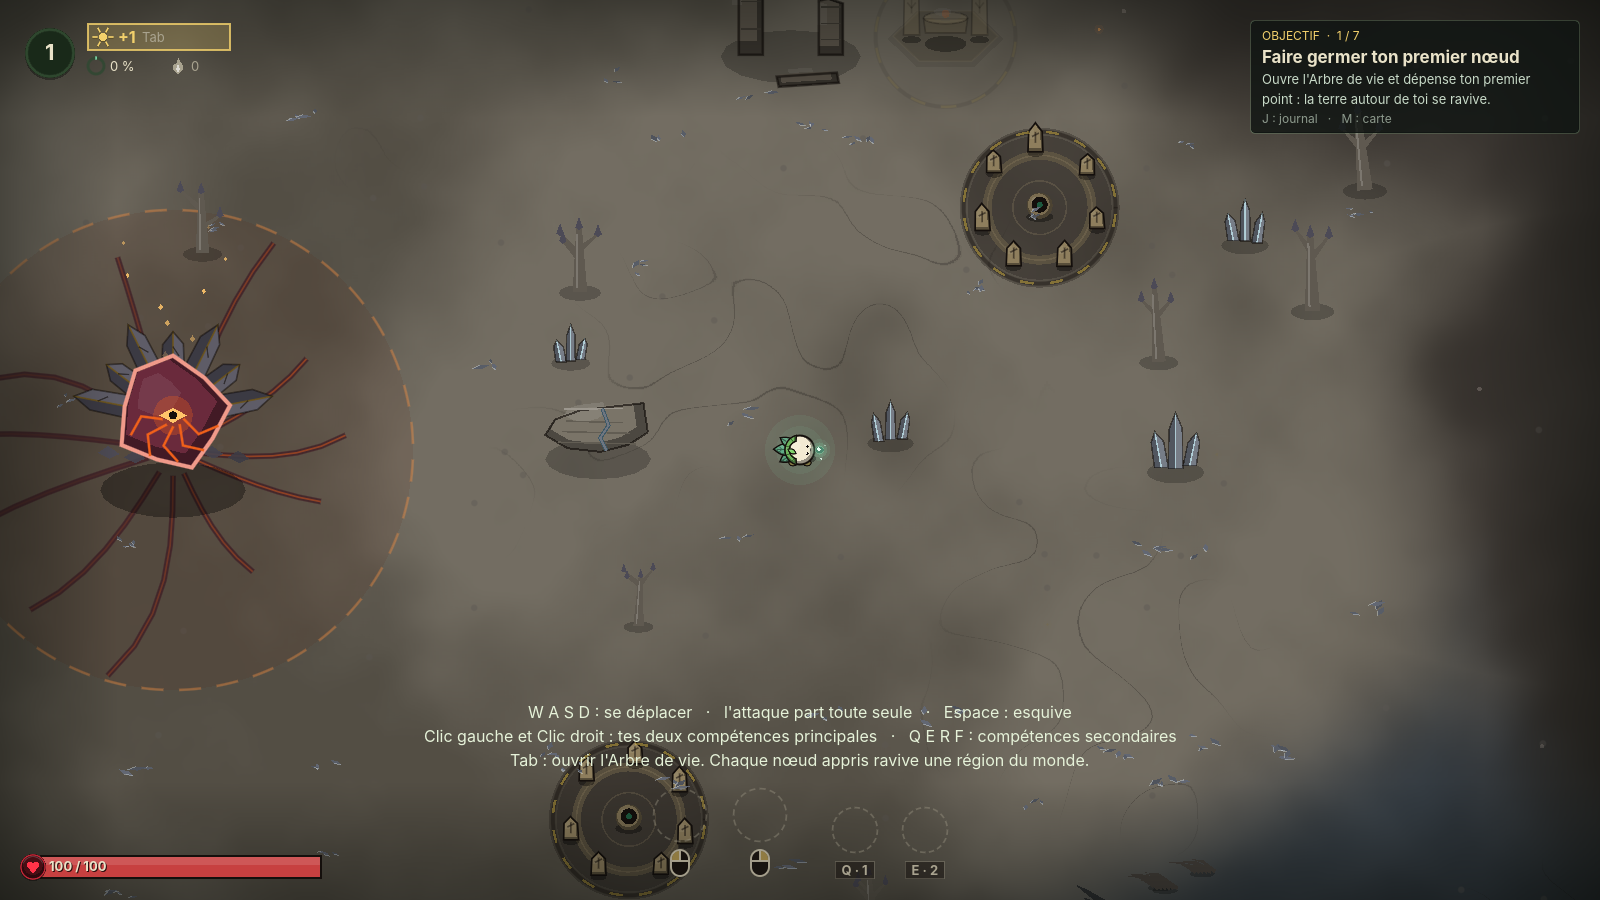 1
+1 Tab
0 %
0
OBJECTIF · 1 / 7
Faire germer ton premier nœud
Ouvre l'Arbre de vie et dépense ton premier
point : la terre autour de toi se ravive.
J : journal · M : carte
W A S D : se déplacer · l'attaque part toute seule · Espace : esquive
Clic gauche et Clic droit : tes deux compétences principales · Q E R F : compétences secondaires
Tab : ouvrir l'Arbre de vie. Chaque nœud appris ravive une région du monde.
100 / 100
Q · 1
E · 2